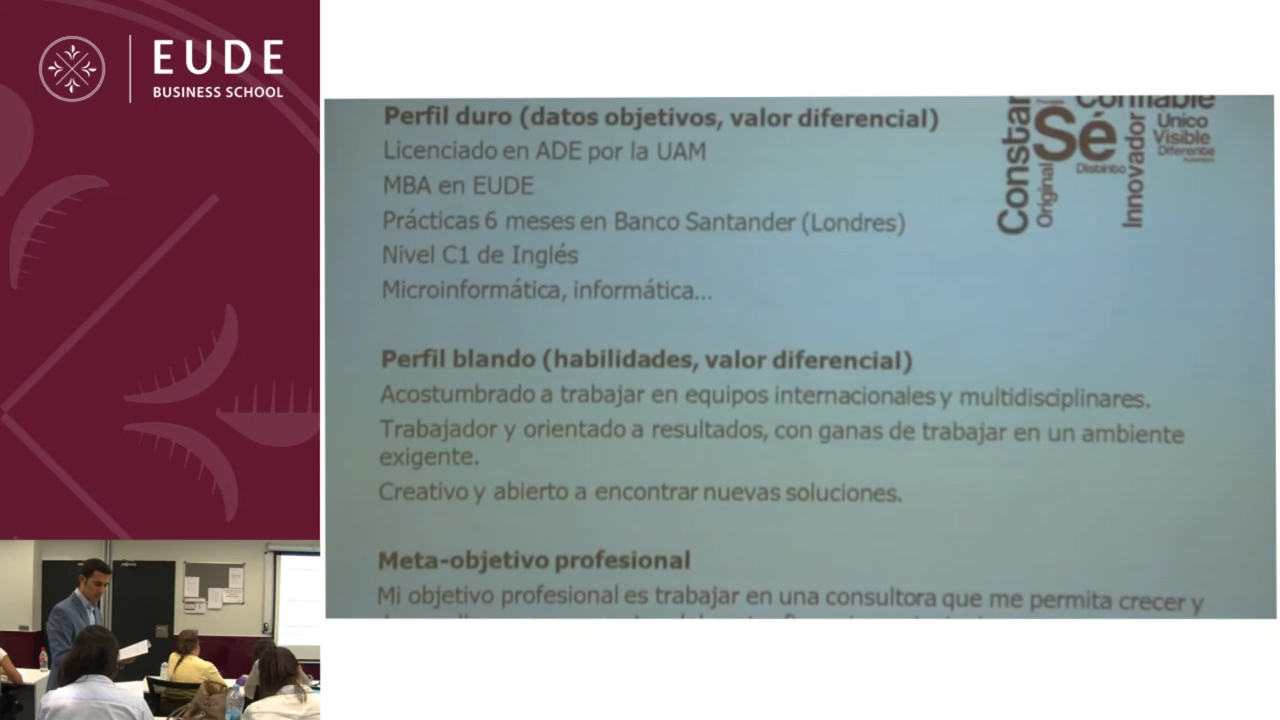 EUDE
BUSINESS SCHOOL
Perfil duro (datos objetivos, valor diferencial)
Licenciado en ADE por la UAM
MBA en EUDE
Prácticas 6 meses en Banco Santander (Londres)
Nivel C1 de Inglés
Microinformática, informática...
Confiable
Constan
Sé
Único
Visible
Diferente
Distinto
Original
Innovador
Perfil blando (habilidades, valor diferencial)
Acostumbrado a trabajar en equipos internacionales y multidisciplinares.
Trabajador y orientado a resultados, con ganas de trabajar en un ambiente
exigente.
Creativo y abierto a encontrar nuevas soluciones.
Meta-objetivo profesional
Mi objetivo profesional es trabajar en una consultora que me permita crecer y